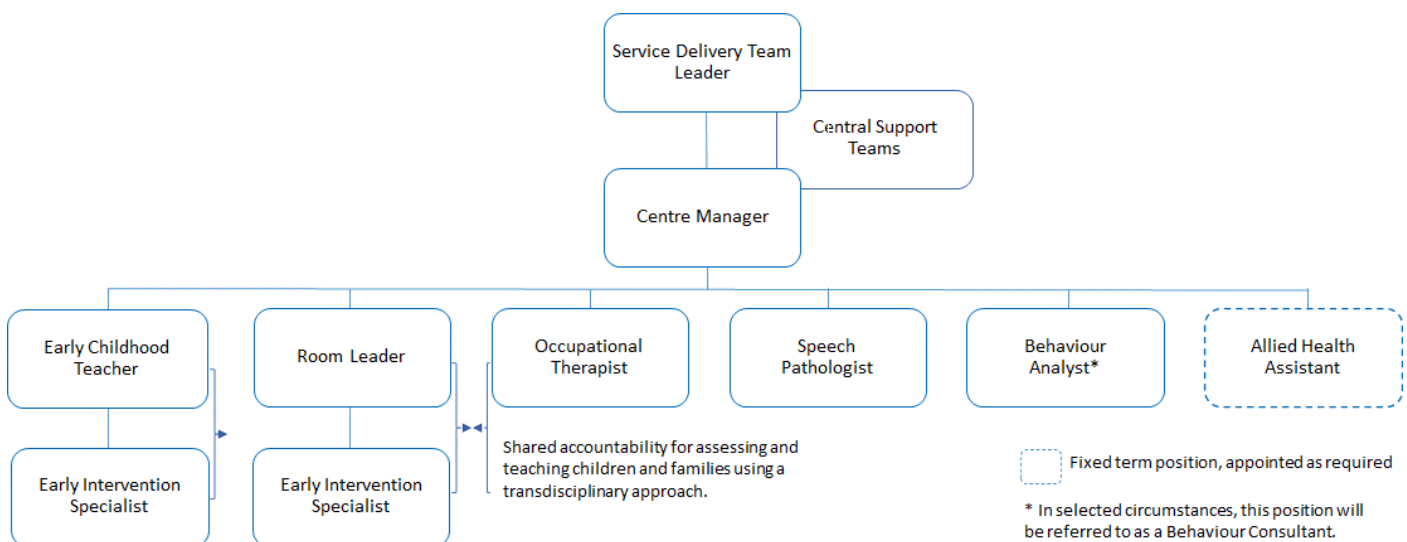 Service Delivery Team
Leader
Central Support
Teams
Centre Manager
Early Childhood
Teacher
Room Leader
Occupational
Therapist
Speech
Pathologist
Behaviour
Analyst*
Allied Health
Assistant
Early Intervention
Specialist
Early Intervention
Specialist
Shared accountability for assessing and
teaching children and families using a
transdisciplinary approach.
Fixed term position, appointed as required
* In selected circumstances, this position will
be referred to as a Behaviour Consultant.